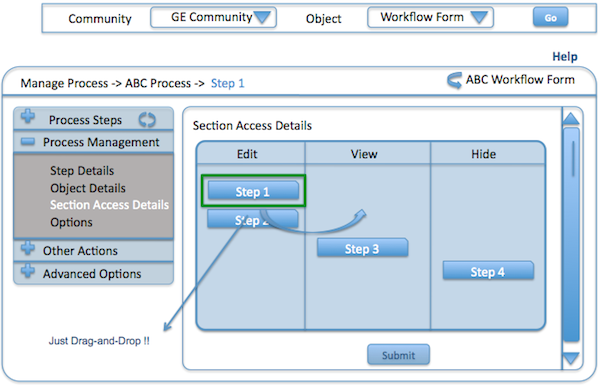 Community GE Community Object Workflow Form Go
Help
Manage Process -> ABC Process -> Step 1 ABC Workflow Form
Process Steps
Process Management
Step Details
Object Details
Section Access Details
Options
Other Actions
Advanced Options
Just Drag-and-Drop !!
Section Access Details
Edit View Hide
Step 1
Step 2
Step 3
Step 4
Submit